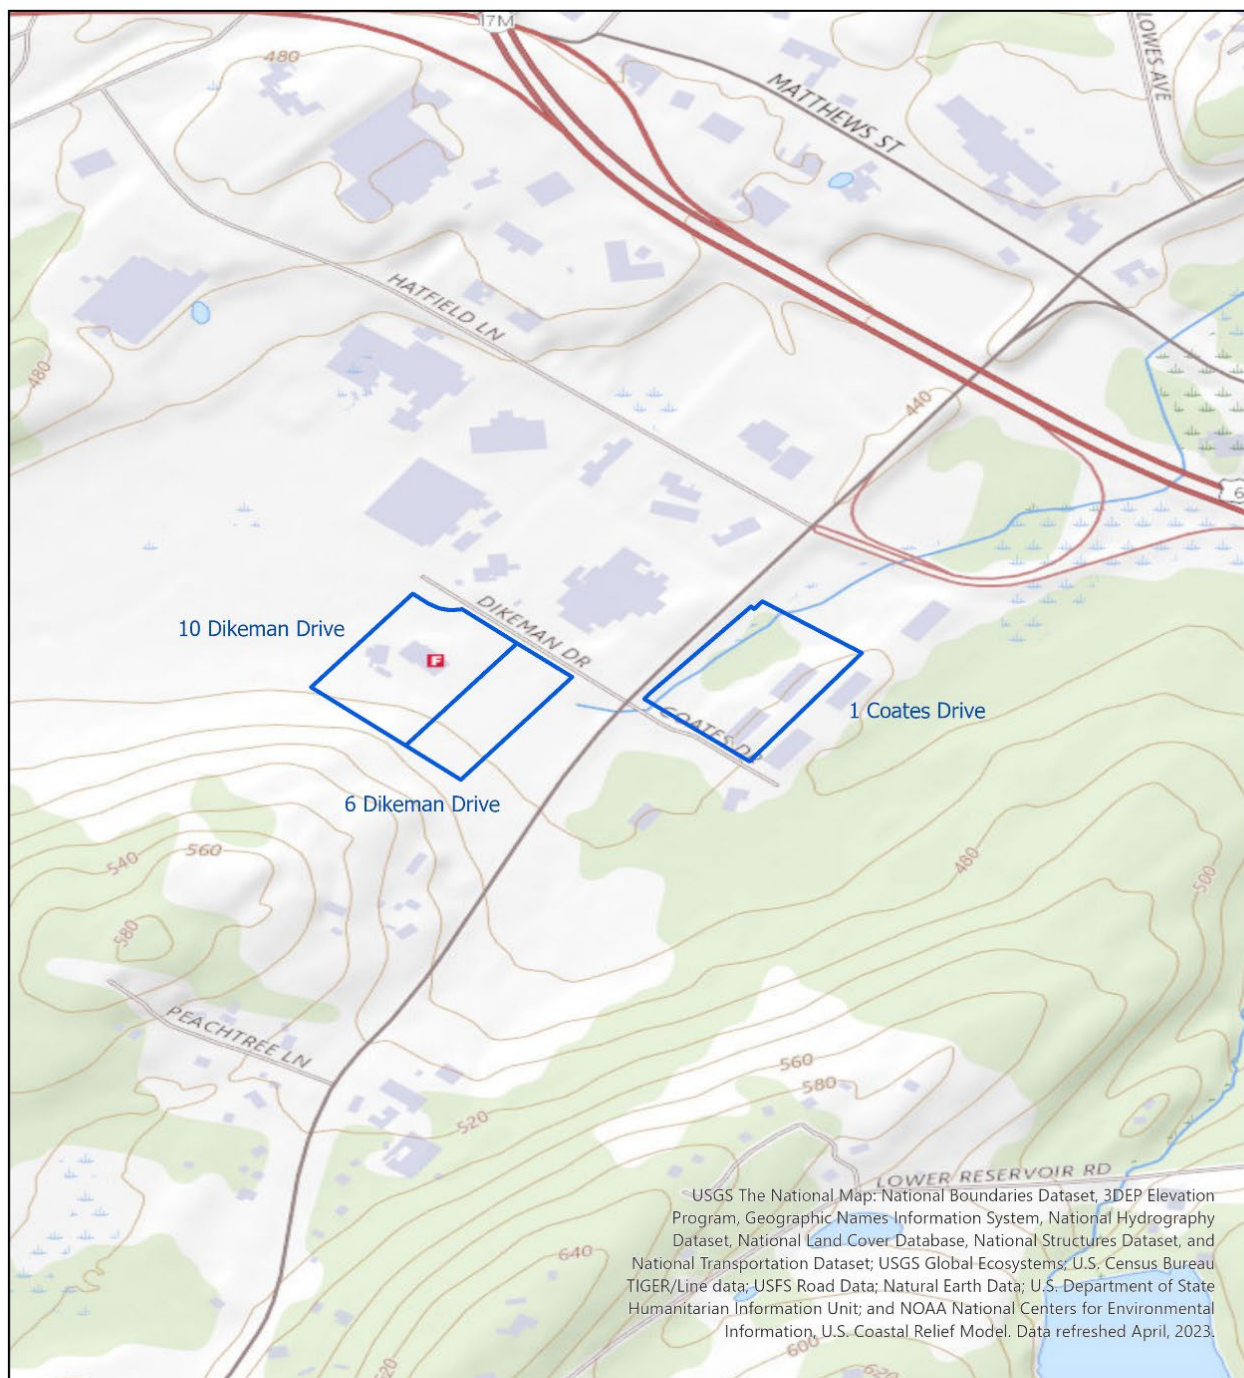 17M
LOWES AVE
480
MATTHEWS ST
HATFIELD LN
480
440
6
10 Dikeman Drive
DIKEMAN DR
F
1 Coates Drive
COATES DR
6 Dikeman Drive
540
560
480
500
580
PEACHTREE LN
560
580
520
LOWER RESERVOIR RD
USGS The National Map: National Boundaries Dataset, 3DEP Elevation
Program, Geographic Names Information System, National Hydrography
Dataset, National Land Cover Database, National Structures Dataset, and
National Transportation Dataset; USGS Global Ecosystems; U.S. Census Bureau
TIGER/Line data; USFS Road Data; Natural Earth Data; U.S. Department of State
Humanitarian Information Unit; and NOAA National Centers for Environmental
Information, U.S. Coastal Relief Model. Data refreshed April, 2023.
640
600
620
620